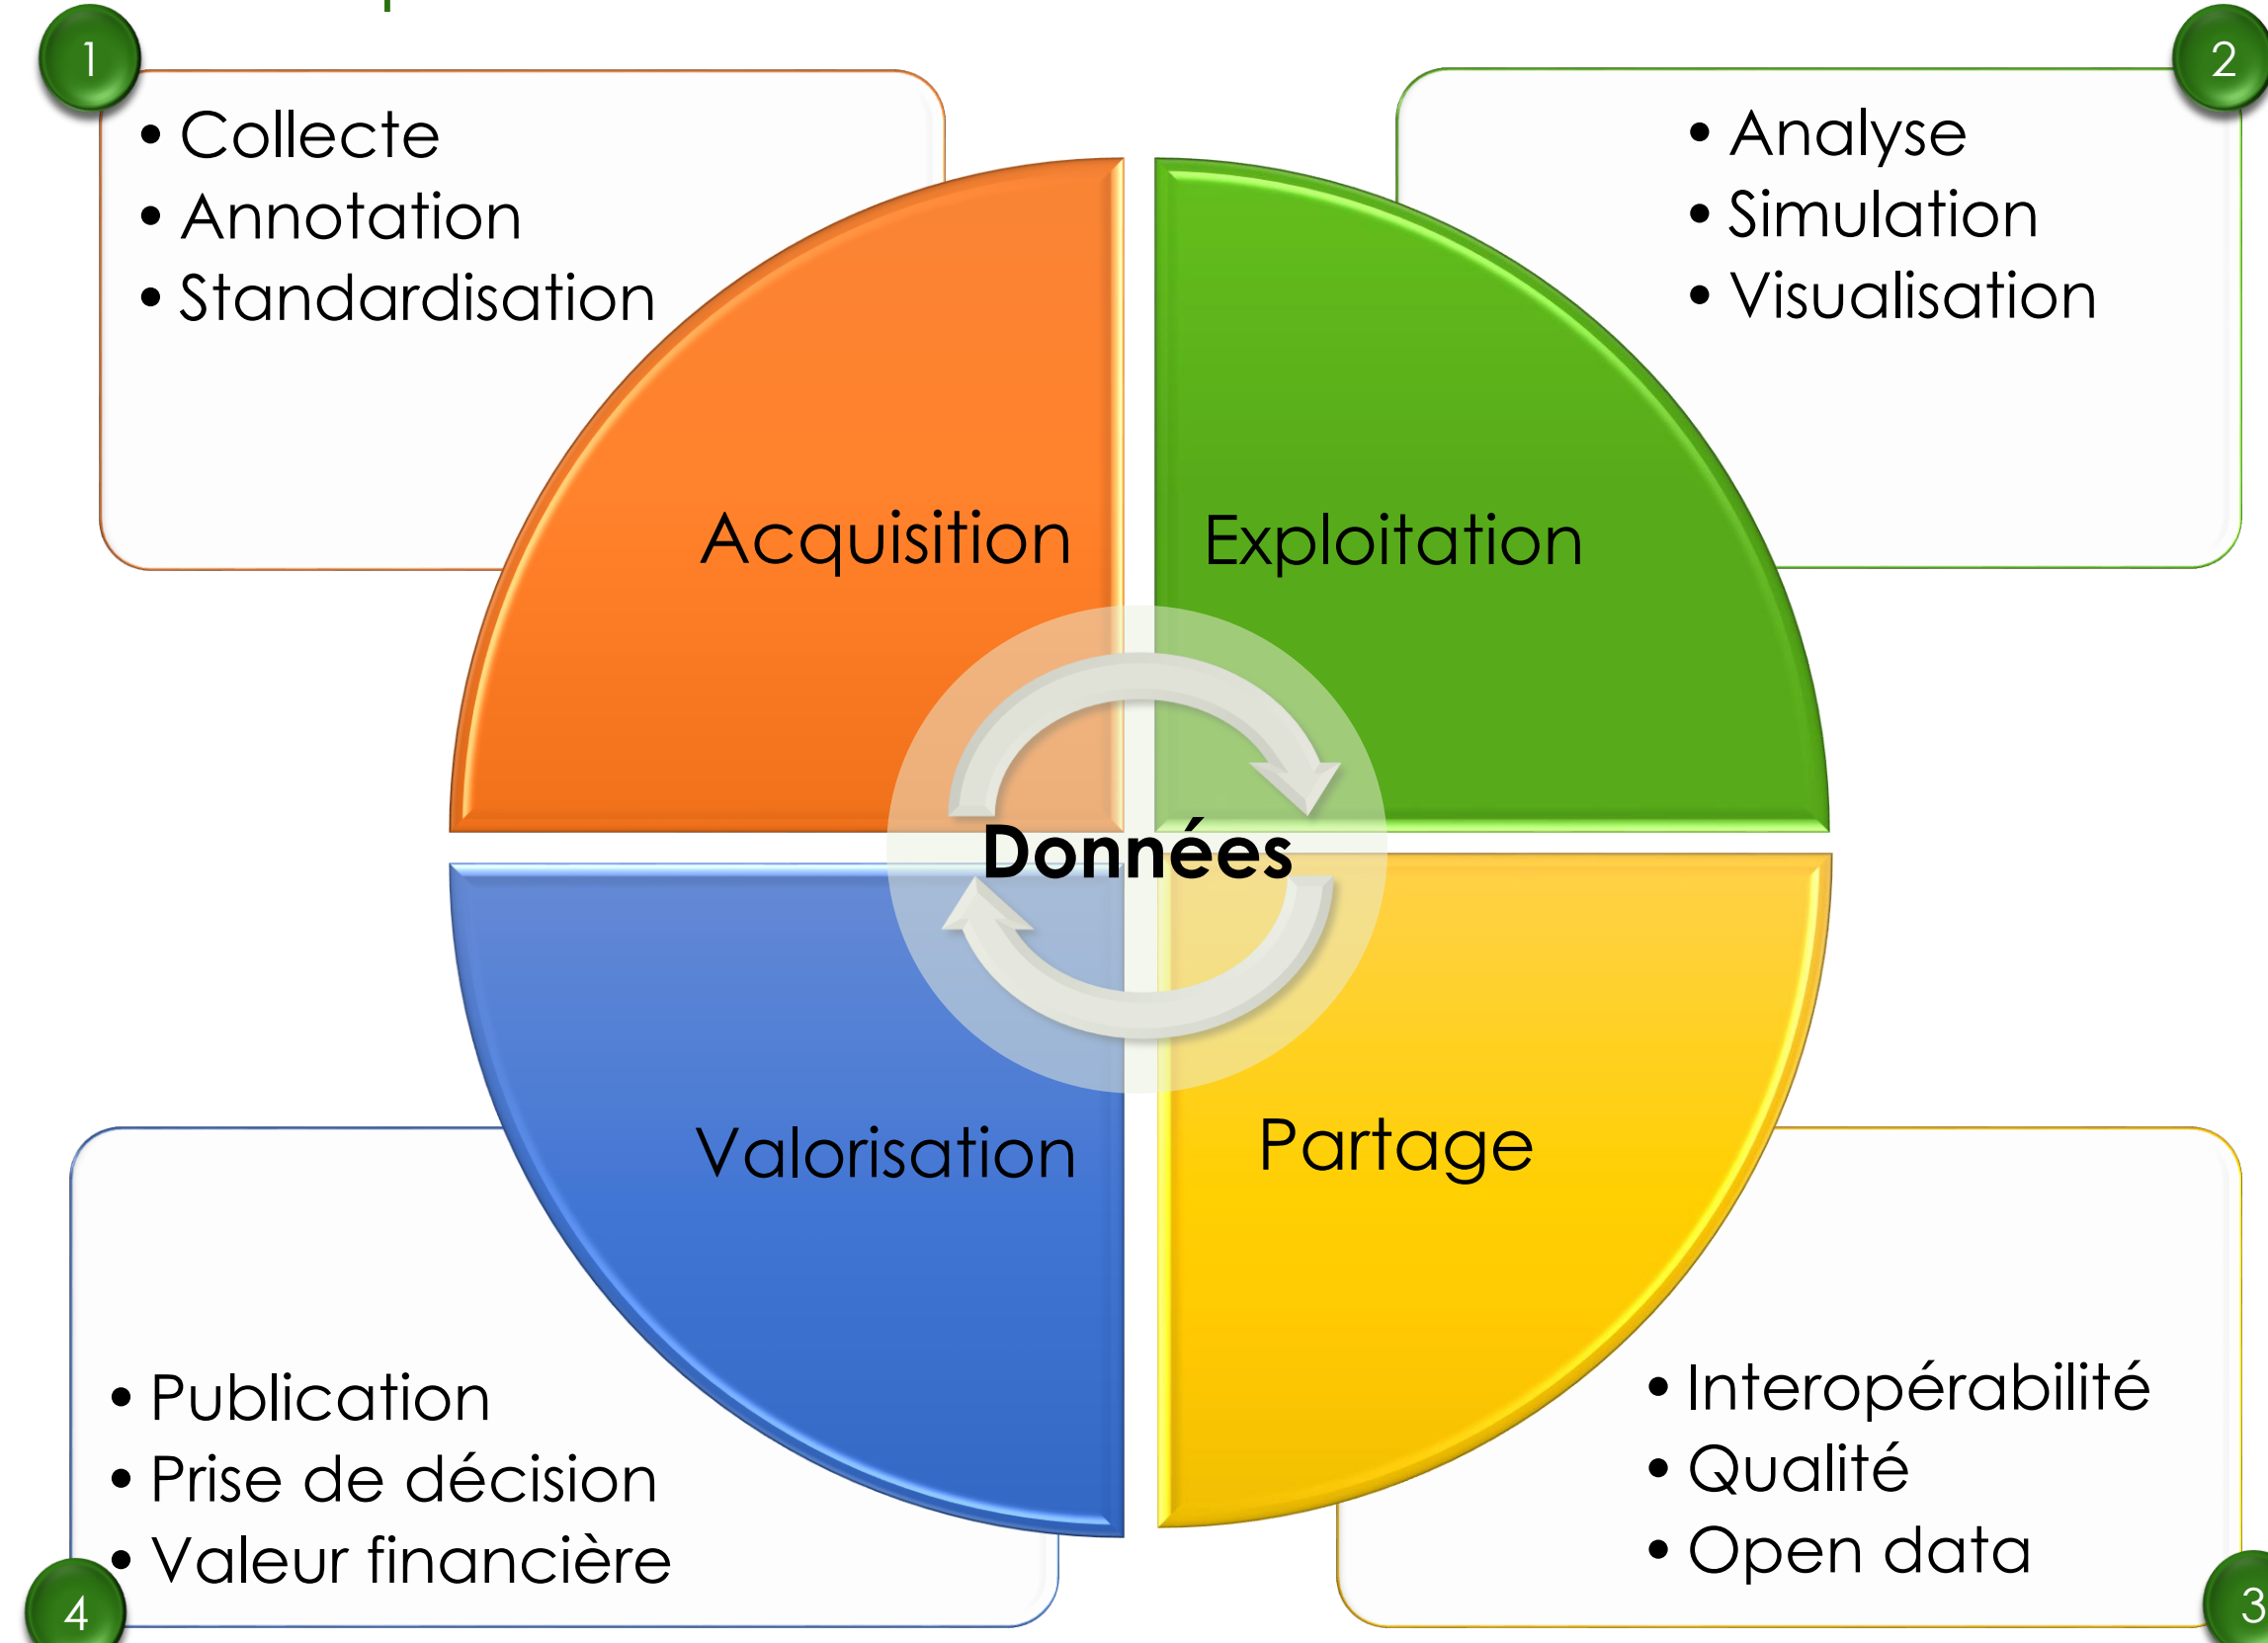 1
• Collecte
• Annotation
• Standardisation
2
• Analyse
• Simulation
• Visualisation
Acquisition
Exploitation
Données
Valorisation
Partage
• Publication
• Prise de décision
• Valeur financière
4
• Interopérabilité
• Qualité
• Open data
3